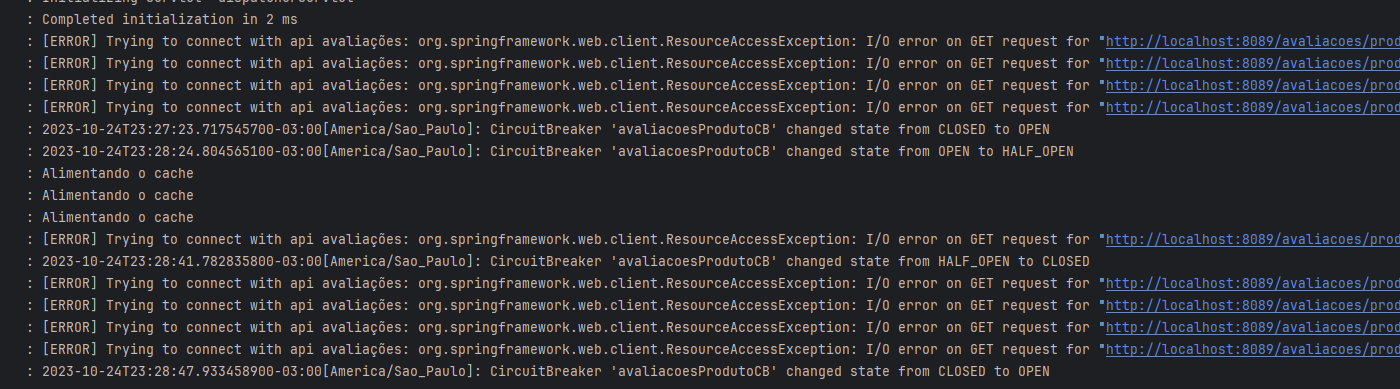 : Completed initialization in 2 ms
: [ERROR] Trying to connect with api avaliações: org.springframework.web.client.ResourceAccessException: I/O error on GET request for "http://localhost:8089/avaliacoes/prod
: [ERROR] Trying to connect with api avaliações: org.springframework.web.client.ResourceAccessException: I/O error on GET request for "http://localhost:8089/avaliacoes/prod
: [ERROR] Trying to connect with api avaliações: org.springframework.web.client.ResourceAccessException: I/O error on GET request for "http://localhost:8089/avaliacoes/prod
: [ERROR] Trying to connect with api avaliações: org.springframework.web.client.ResourceAccessException: I/O error on GET request for "http://localhost:8089/avaliacoes/prod
: 2023-10-24T23:27:23.717545700-03:00[America/Sao_Paulo]: CircuitBreaker 'avaliacoesProdutoCB' changed state from CLOSED to OPEN
: 2023-10-24T23:28:24.804565100-03:00[America/Sao_Paulo]: CircuitBreaker 'avaliacoesProdutoCB' changed state from OPEN to HALF_OPEN
: Alimentando o cache
: Alimentando o cache
: Alimentando o cache
: [ERROR] Trying to connect with api avaliações: org.springframework.web.client.ResourceAccessException: I/O error on GET request for "http://localhost:8089/avaliacoes/prod
: 2023-10-24T23:28:41.782835800-03:00[America/Sao_Paulo]: CircuitBreaker 'avaliacoesProdutoCB' changed state from HALF_OPEN to CLOSED
: [ERROR] Trying to connect with api avaliações: org.springframework.web.client.ResourceAccessException: I/O error on GET request for "http://localhost:8089/avaliacoes/prod
: [ERROR] Trying to connect with api avaliações: org.springframework.web.client.ResourceAccessException: I/O error on GET request for "http://localhost:8089/avaliacoes/prod
: [ERROR] Trying to connect with api avaliações: org.springframework.web.client.ResourceAccessException: I/O error on GET request for "http://localhost:8089/avaliacoes/prod
: [ERROR] Trying to connect with api avaliações: org.springframework.web.client.ResourceAccessException: I/O error on GET request for "http://localhost:8089/avaliacoes/prod
: 2023-10-24T23:28:47.933458900-03:00[America/Sao_Paulo]: CircuitBreaker 'avaliacoesProdutoCB' changed state from CLOSED to OPEN